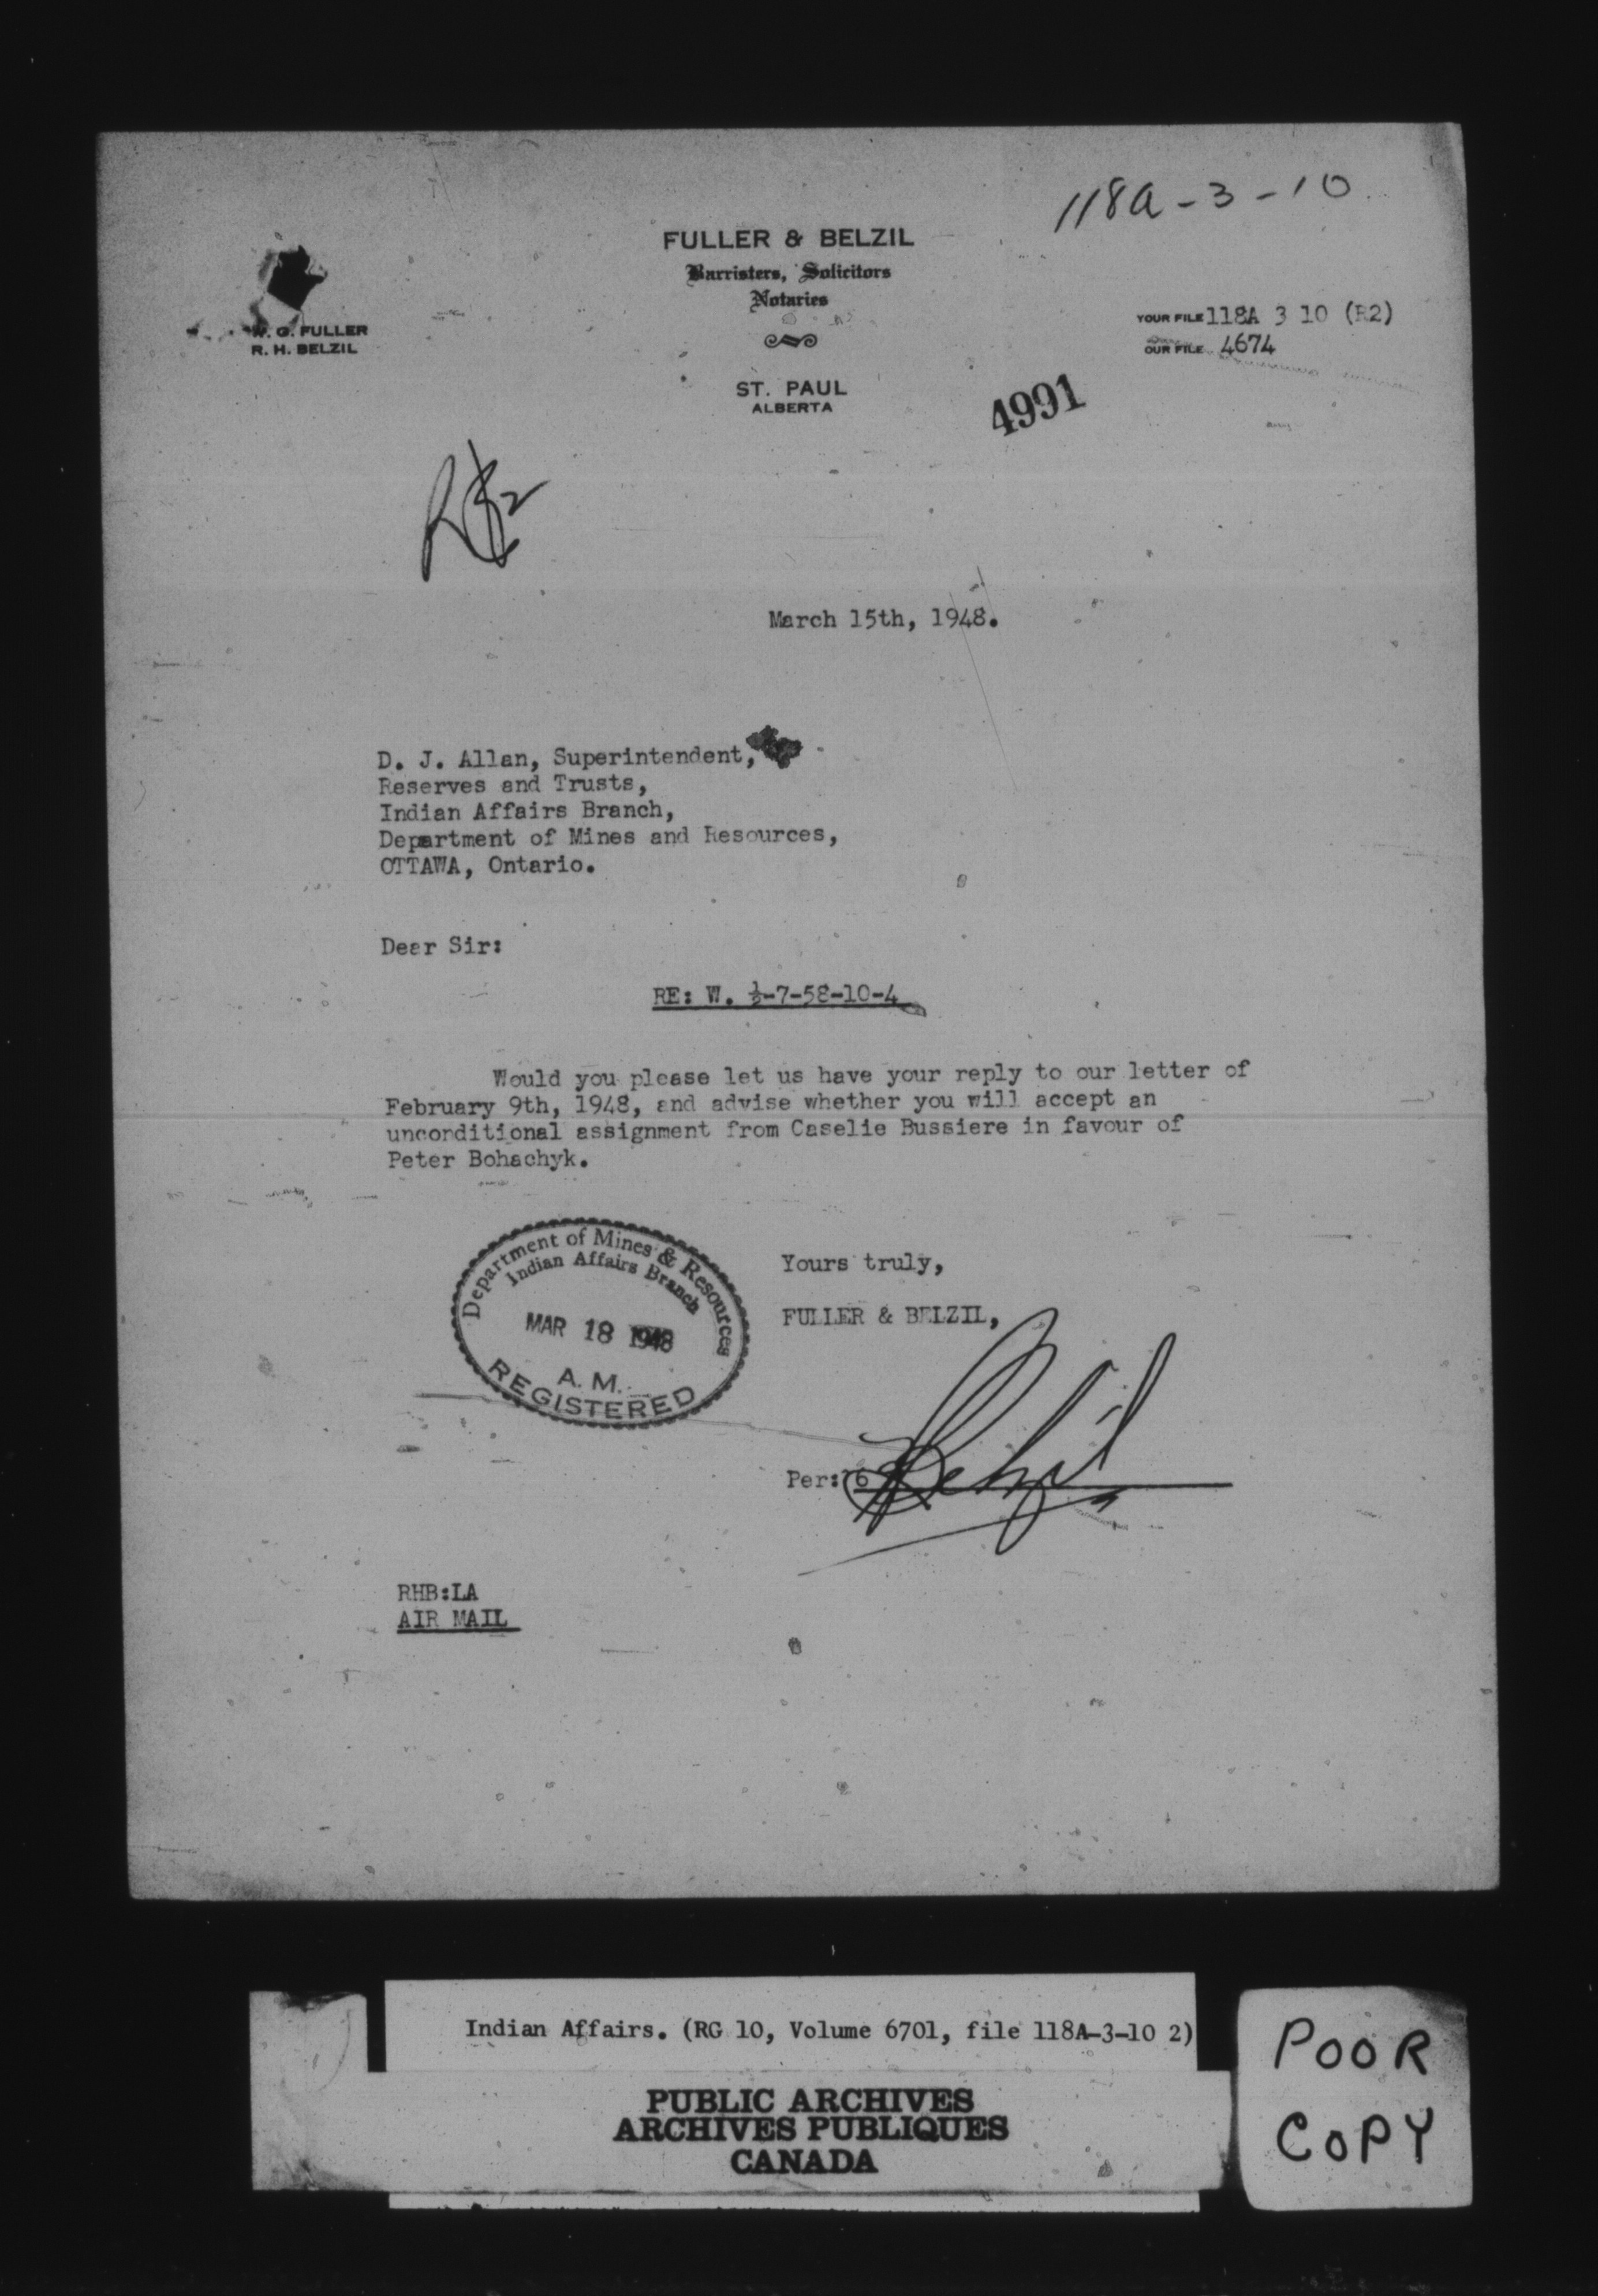 118A-3-10
FULLER & BELZIL
Barristers, Solicitors
Notaries
W. G. FULLER
R. H. BELZIL
YOUR FILE 118A 3 10 (R2)
OUR FILE 4674
ST. PAUL
ALBERTA
4991
March 15th, 1948.
D. J. Allan, Superintendent,
Reserves and Trusts,
Indian Affairs Branch,
Department of Mines and Resources,
OTTAWA, Ontario.
Dear Sir:
RE: W. ½-7-58-10-4
Would you please let us have your reply to our letter of
February 9th, 1948, and advise whether you will accept an
unconditional assignment from Caselie Bussiere in favour of
Peter Bohachyk.
Department of Mines & Resources
Indian Affairs Branch
MAR 18 1948
A. M.
REGISTERED
Yours truly,
FULLER & BELZIL,
Per: Belzil
RHB:LA
AIR MAIL
Indian Affairs. (RG 10, Volume 6701, file 118A-3-10 2)
PUBLIC ARCHIVES
ARCHIVES PUBLIQUES
CANADA
POOR
COPY